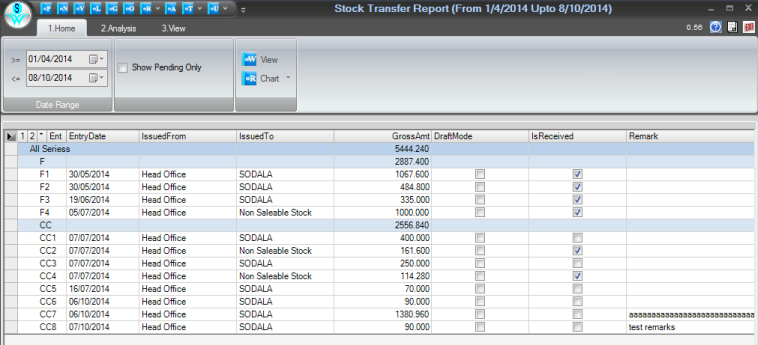 Stock Transfer Report (From 1/4/2014 Upto 8/10/2014)
«P «N «V «L «G «O «R «A «T «U
1.Home 2.Analysis 3.View 0:56
>= 01/04/2014
<= 08/10/2014
Date Range
Show Pending Only
«W View
«R Chart
1 2 * Ent EntryDate IssuedFrom IssuedTo GrossAmt DraftMode IsReceived Remark
All Seriess 5444.240
F 2887.400
F1 30/05/2014 Head Office SODALA 1067.600
F2 30/05/2014 Head Office SODALA 484.800
F3 19/06/2014 Head Office SODALA 335.000
F4 05/07/2014 Head Office Non Saleable Stock 1000.000
CC 2556.840
CC1 07/07/2014 Head Office SODALA 400.000
CC2 07/07/2014 Head Office Non Saleable Stock 161.600
CC3 07/07/2014 Head Office SODALA 250.000
CC4 07/07/2014 Head Office Non Saleable Stock 114.280
CC5 16/07/2014 Head Office SODALA 70.000
CC6 06/10/2014 Head Office SODALA 90.000
CC7 06/10/2014 Head Office SODALA 1380.960
CC8 07/10/2014 Head Office SODALA 90.000 test remarks